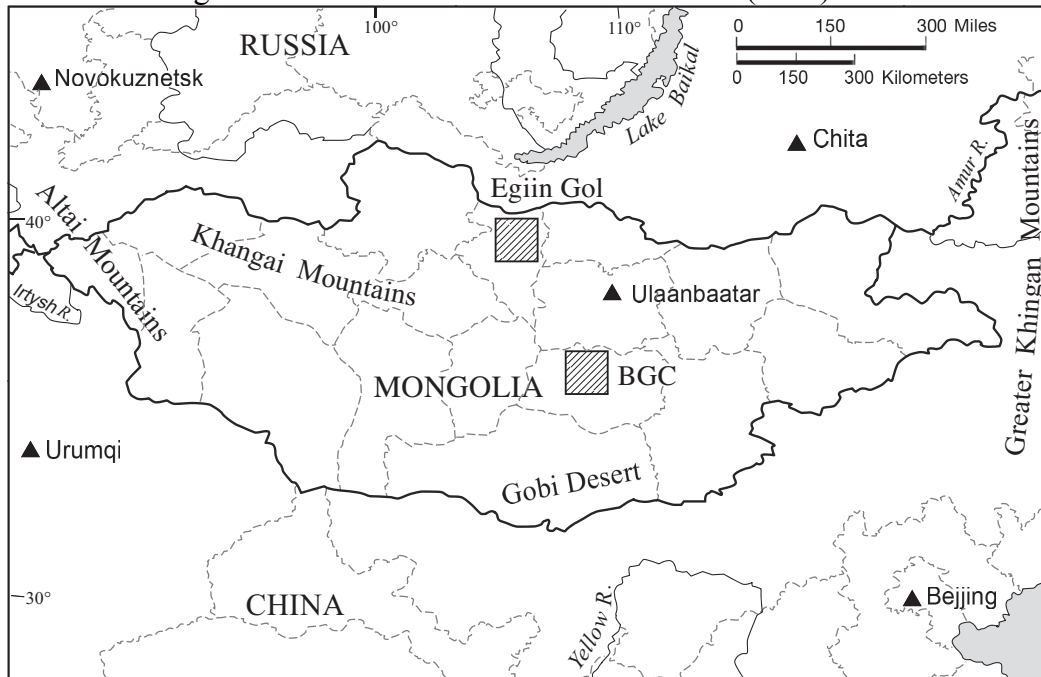 100°
110°
0 150 300 Miles
0 150 300 Kilometers
RUSSIA
Novokuznetsk
Lake Baikal
Chita
Amur R.
Greater Khingan Mountains
Egiin Gol
40°
Altai Mountains
Khangai Mountains
Irtysh R.
Ulaanbaatar
MONGOLIA
BGC
Urumqi
Gobi Desert
30°
CHINA
Yellow R.
Bejjing